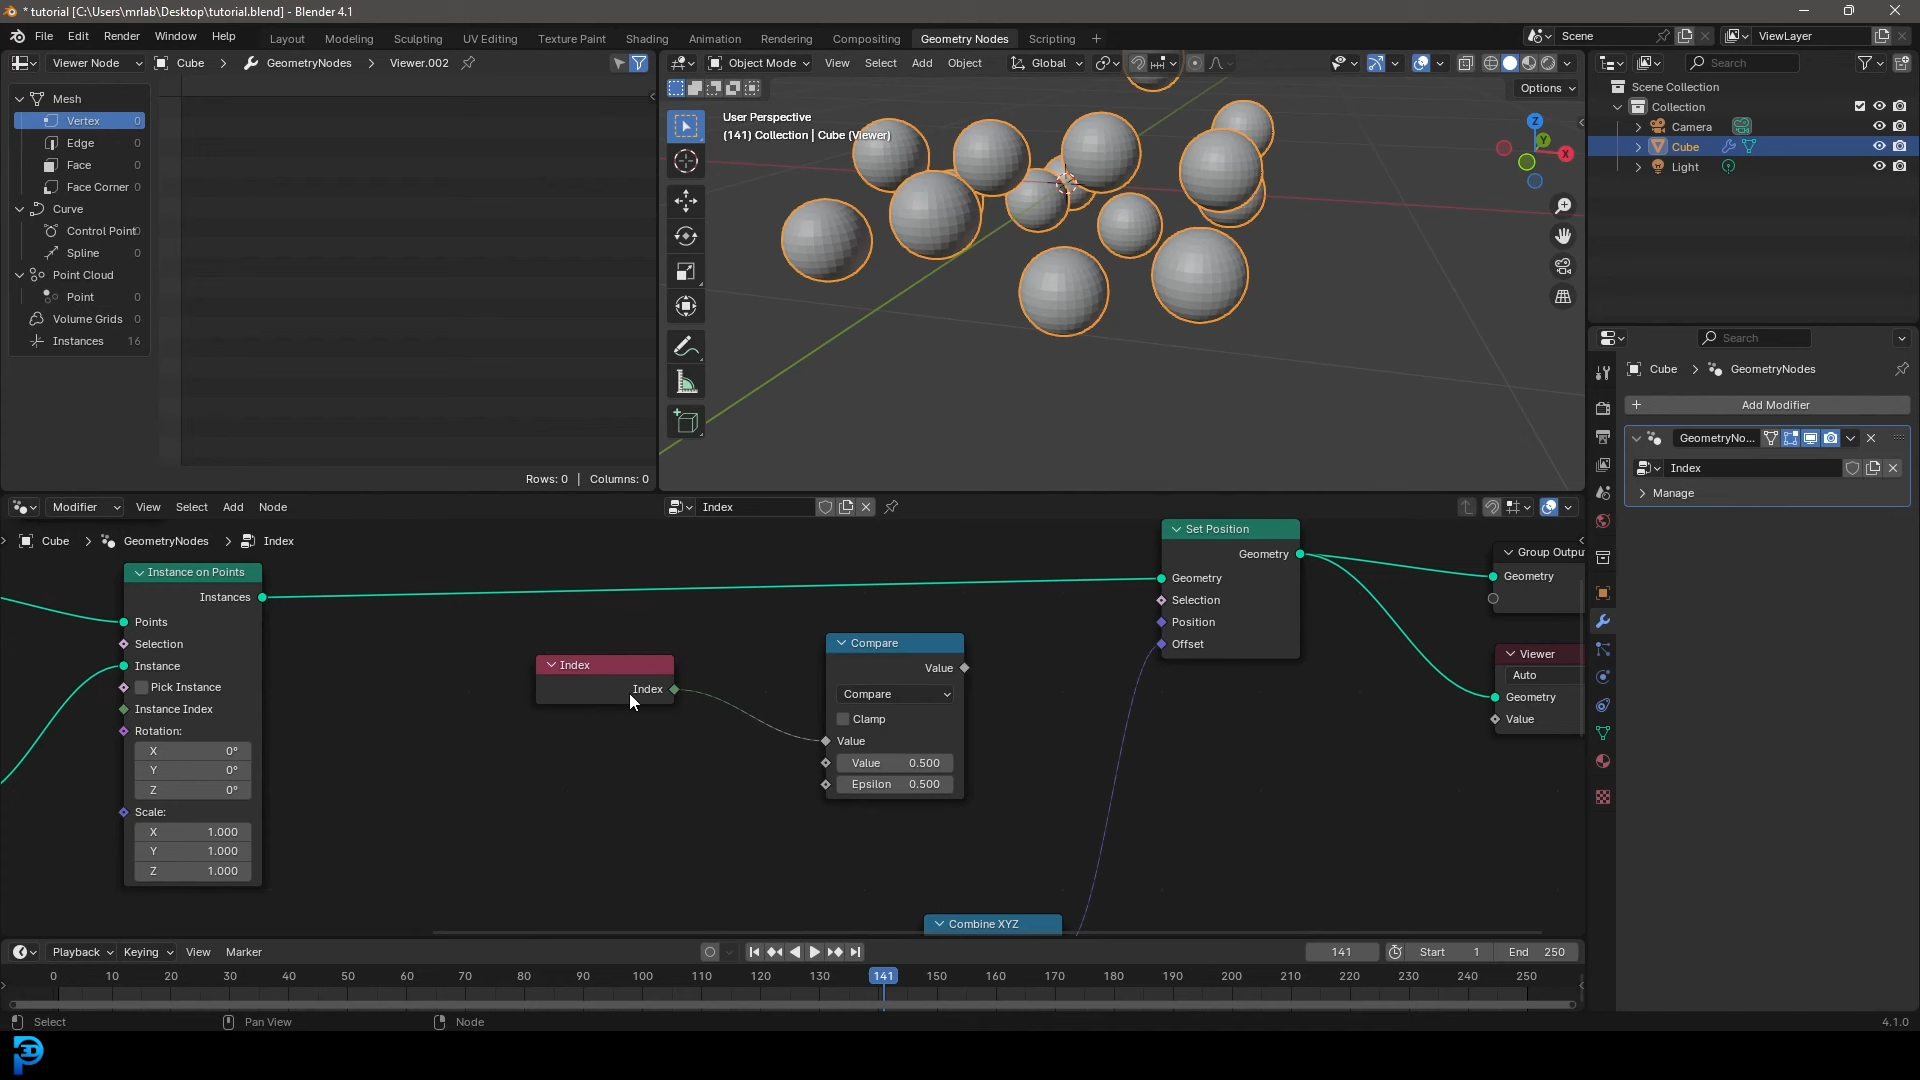 * tutorial [C:\Users\mrlab\Desktop\tutorial.blend] - Blender 4.1
File Edit Render Window Help
Layout Modeling Sculpting UV Editing Texture Paint Shading Animation Rendering Compositing Geometry Nodes Scripting +
Scene
ViewLayer
Viewer Node
Cube > GeometryNodes > Viewer.002
Mesh
Vertex 0
Edge 0
Face 0
Face Corner 0
Curve
Control Point 0
Spline 0
Point Cloud
Point 0
Volume Grids 0
Instances 16
Rows: 0 | Columns: 0
Object Mode View Select Add Object
Global
Options
User Perspective
(141) Collection | Cube (Viewer)
Z
Y
X
Search
Scene Collection
Collection
Camera
Cube
Light
Search
Cube > GeometryNodes
+ Add Modifier
GeometryNo...
Index
Manage
Modifier View Select Add Node
Index
Cube > GeometryNodes > Index
Instance on Points
Instances
Points
Selection
Instance
Pick Instance
Instance Index
Rotation:
X 0°
Y 0°
Z 0°
Scale:
X 1.000
Y 1.000
Z 1.000
Index
Index
Compare
Value
Compare
Clamp
Value
Value 0.500
Epsilon 0.500
Set Position
Geometry
Geometry
Selection
Position
Offset
Group Outpu
Geometry
Viewer
Auto
Geometry
Value
Combine XYZ
Playback Keying View Marker
141
Start 1
End 250
0 10 20 30 40 50 60 70 80 90 100 110 120 130 141 150 160 170 180 190 200 210 220 230 240 250
Select
Pan View
Node
4.1.0